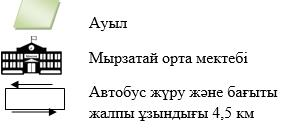 Ауыл
Мырзатай орта мектебі
Автобус жүру және бағыты
жалпы ұзындығы 4,5 км